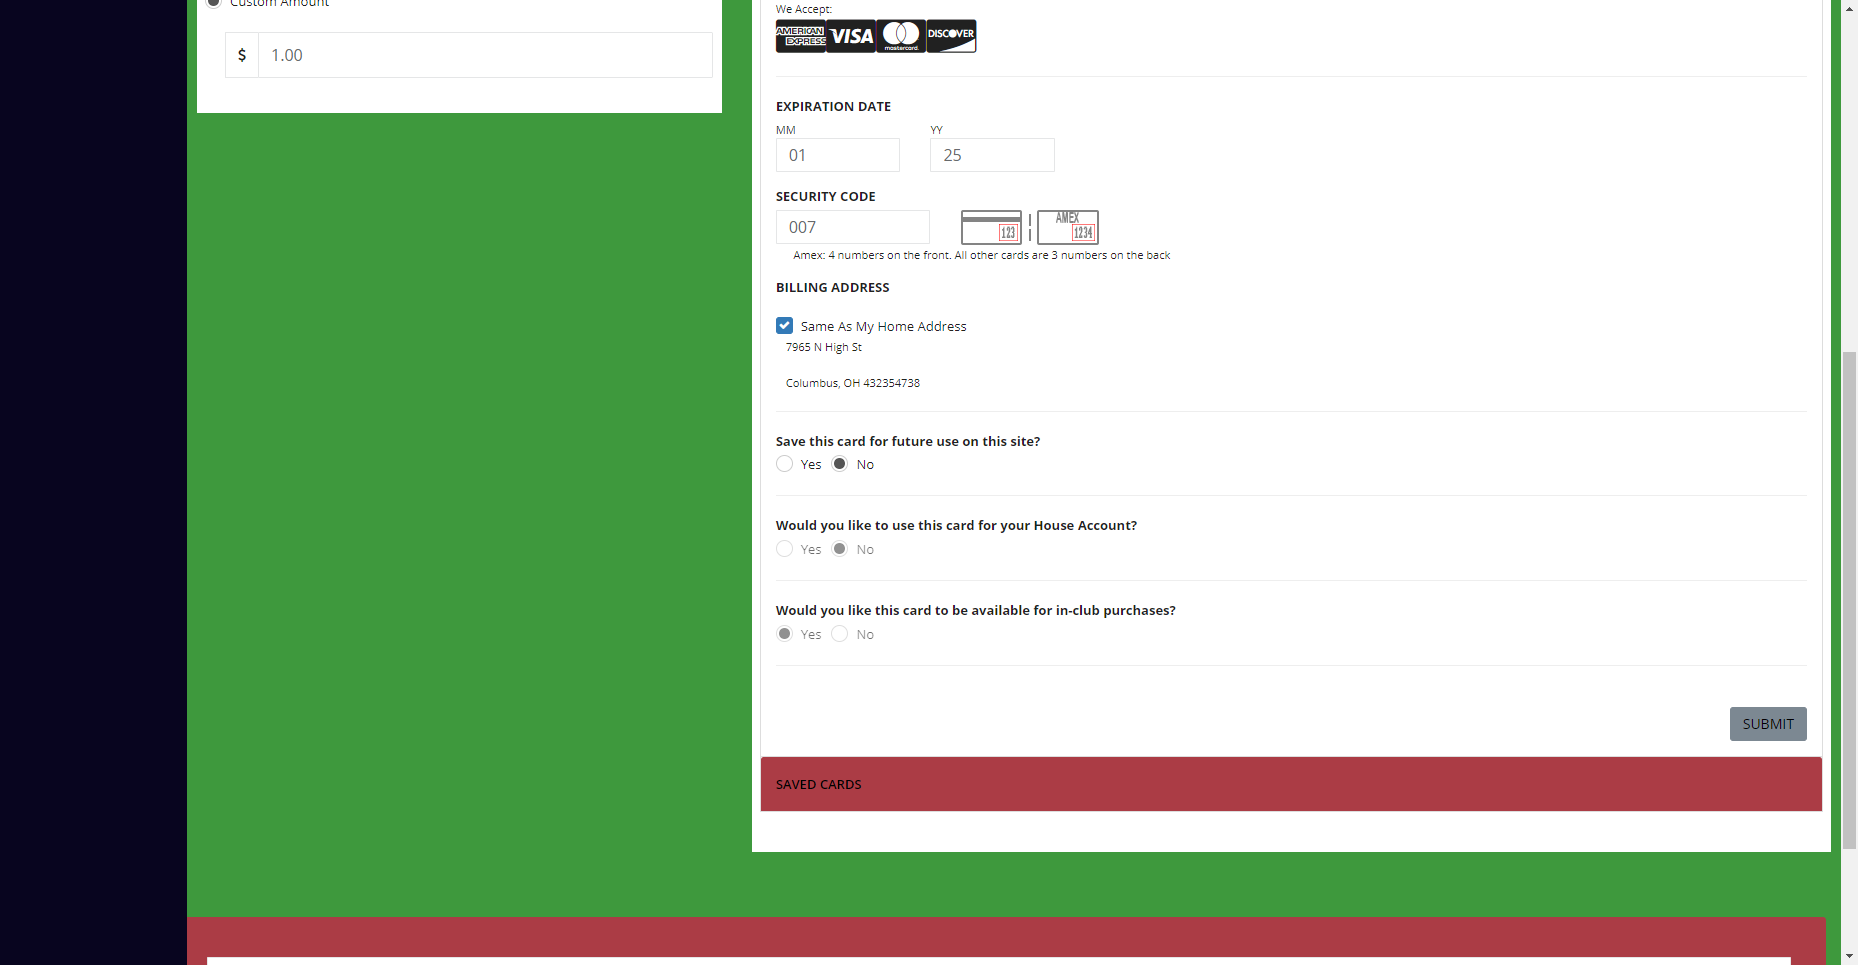 Custom Amount
$ 1.00
We Accept:
AMERICAN EXPRESS VISA mastercard. DISCOVER
EXPIRATION DATE
MM YY
01 25
SECURITY CODE
007 123 AMEX 1234
Amex: 4 numbers on the front. All other cards are 3 numbers on the back
BILLING ADDRESS
Same As My Home Address
7965 N High St
Columbus, OH 432354738
Save this card for future use on this site?
Yes No
Would you like to use this card for your House Account?
Yes No
Would you like this card to be available for in-club purchases?
Yes No
SUBMIT
SAVED CARDS